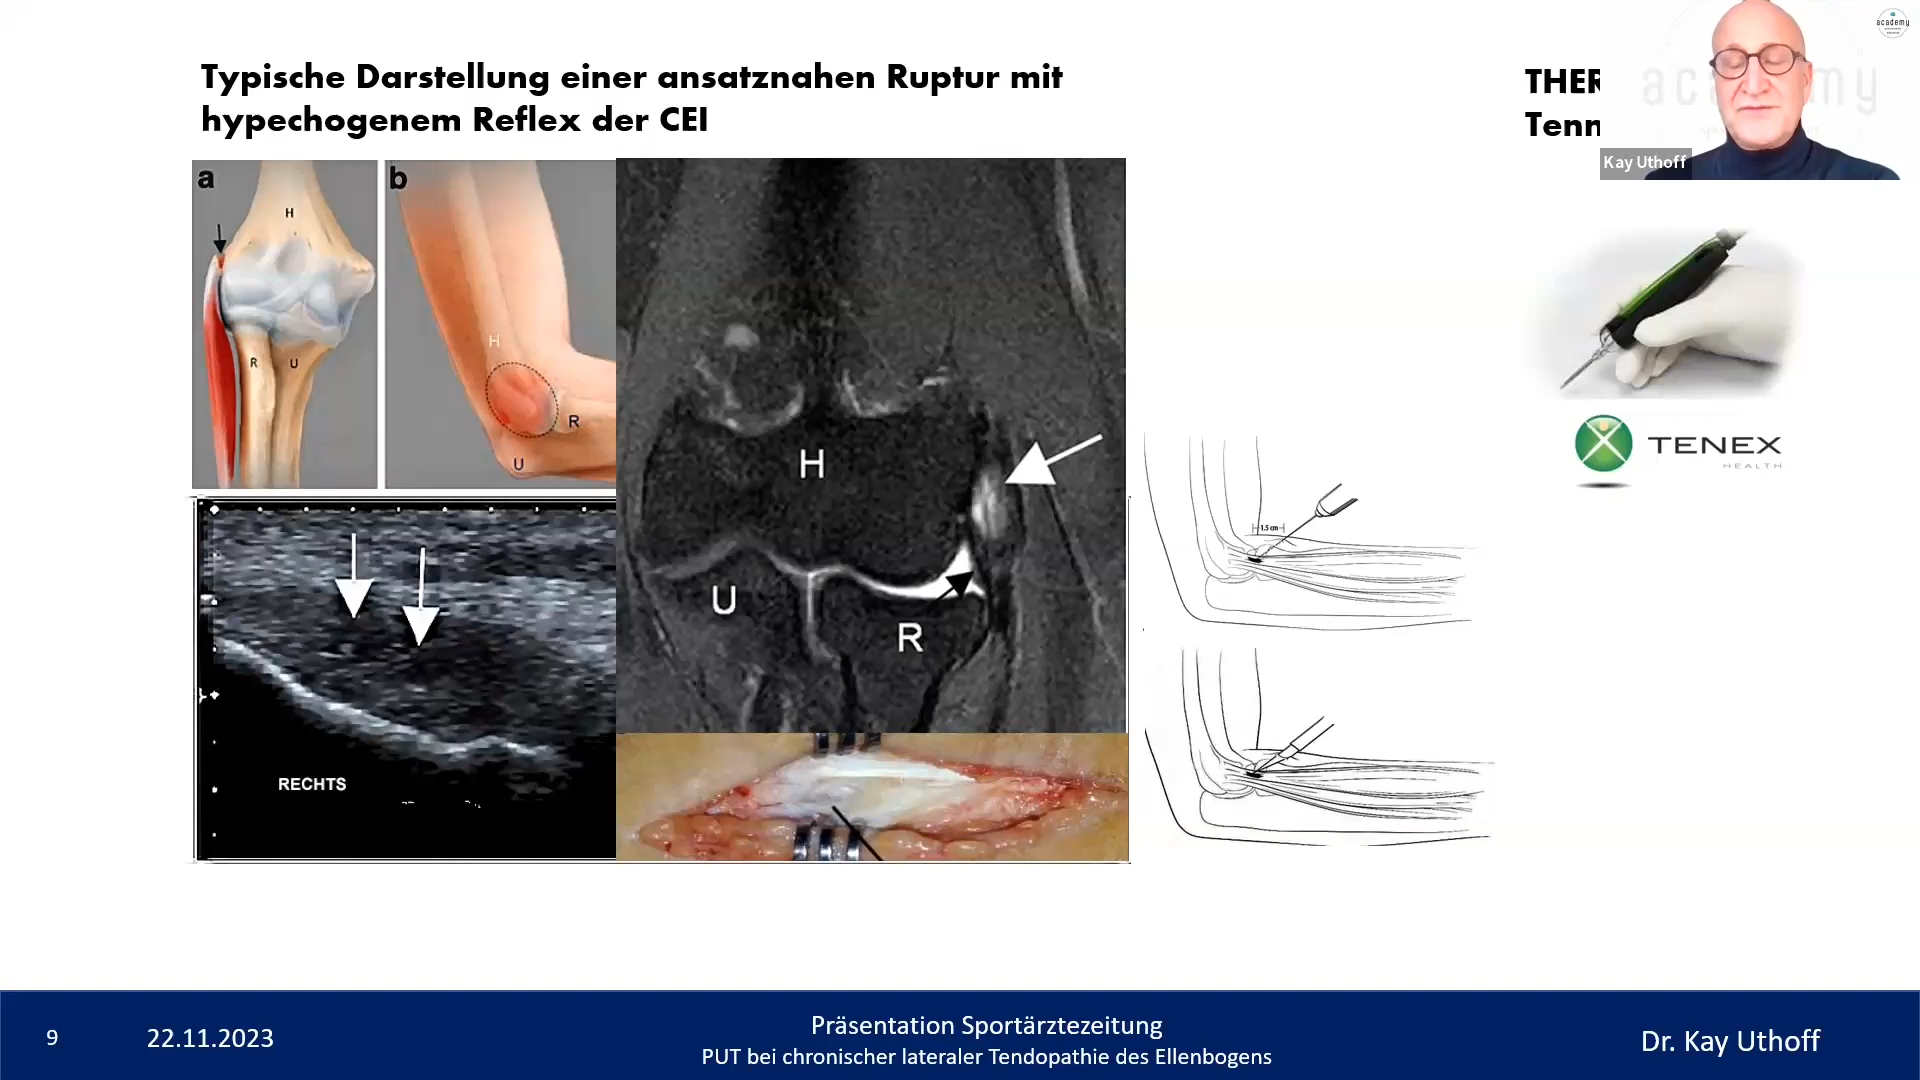 Typische Darstellung einer ansatznahen Ruptur mit
hypechogenem Reflex der CEI
THER
Tenn
academy
academy
Kay Uthoff
a
H
R
U
b
H
R
U
H
U
R
RECHTS
TENEX
HEALTH
1.5 cm
9
22.11.2023
Präsentation Sportärztezeitung
PUT bei chronischer lateraler Tendopathie des Ellenbogens
Dr. Kay Uthoff